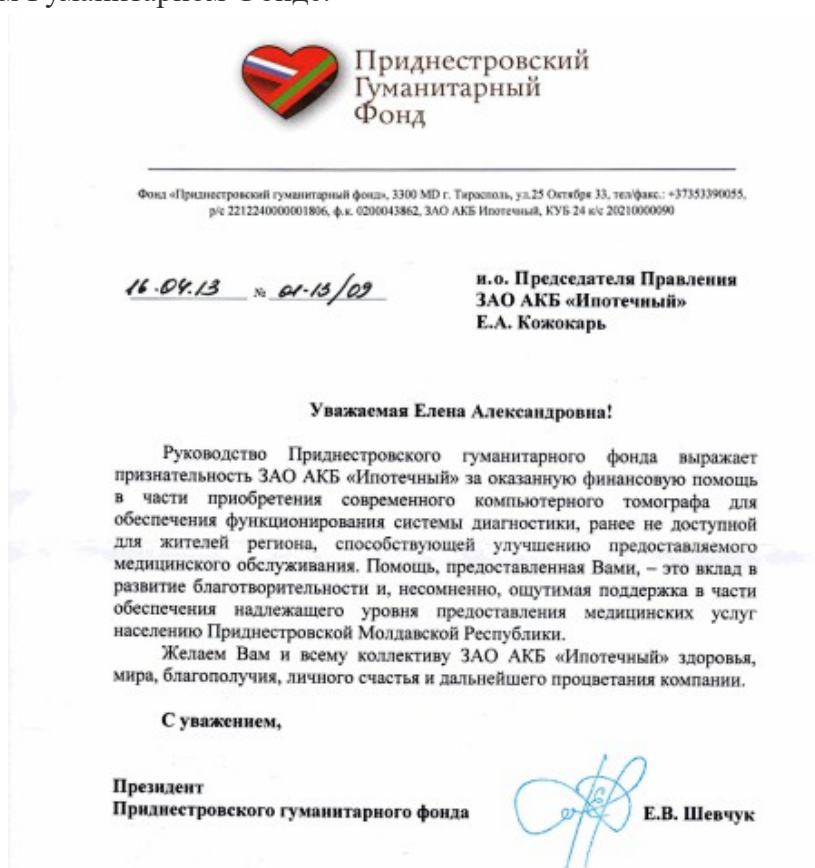 Гуманитарном Фонде.
Приднестровский
Гуманитарный
Фонд
Фонд «Приднестровский гуманитарный фонд», 3300 MD г. Тирасполь, ул.25 Октября 33, тел/факс.: +37353390055,
р/с 2212240000001806, ф.к. 0200043862, ЗАО АКБ Ипотечный, КУБ 24 к/с 20210000090
16.04.13 № 01-13/09
и.о. Председателя Правления
ЗАО АКБ «Ипотечный»
Е.А. Кожокарь
Уважаемая Елена Александровна!
Руководство Приднестровского гуманитарного фонда выражает
признательность ЗАО АКБ «Ипотечный» за оказанную финансовую помощь
в части приобретения современного компьютерного томографа для
обеспечения функционирования системы диагностики, ранее не доступной
для жителей региона, способствующей улучшению предоставляемого
медицинского обслуживания. Помощь, предоставленная Вами, – это вклад в
развитие благотворительности и, несомненно, ощутимая поддержка в части
обеспечения надлежащего уровня предоставления медицинских услуг
населению Приднестровской Молдавской Республики.
Желаем Вам и всему коллективу ЗАО АКБ «Ипотечный» здоровья,
мира, благополучия, личного счастья и дальнейшего процветания компании.
С уважением,
Президент
Приднестровского гуманитарного фонда Е.В. Шевчук